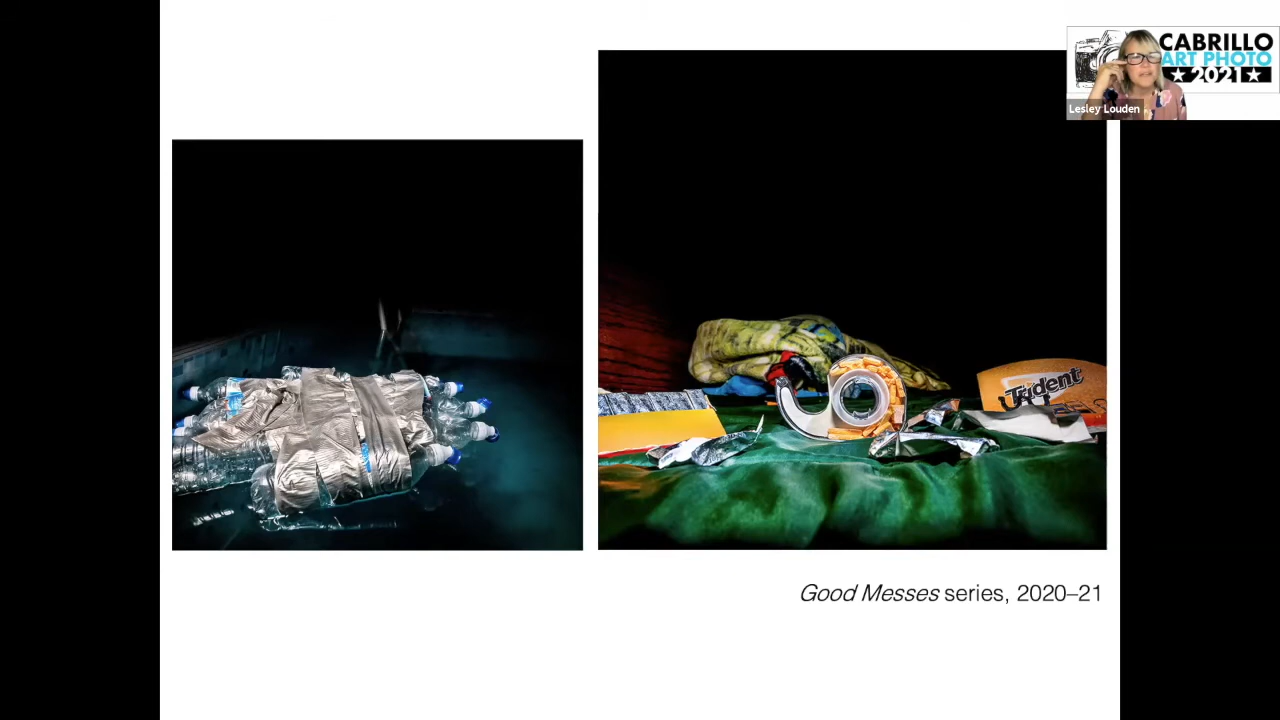 CABRILLO
ART PHOTO
2021
Lesley Louden
Trident
Good Messes series, 2020–21